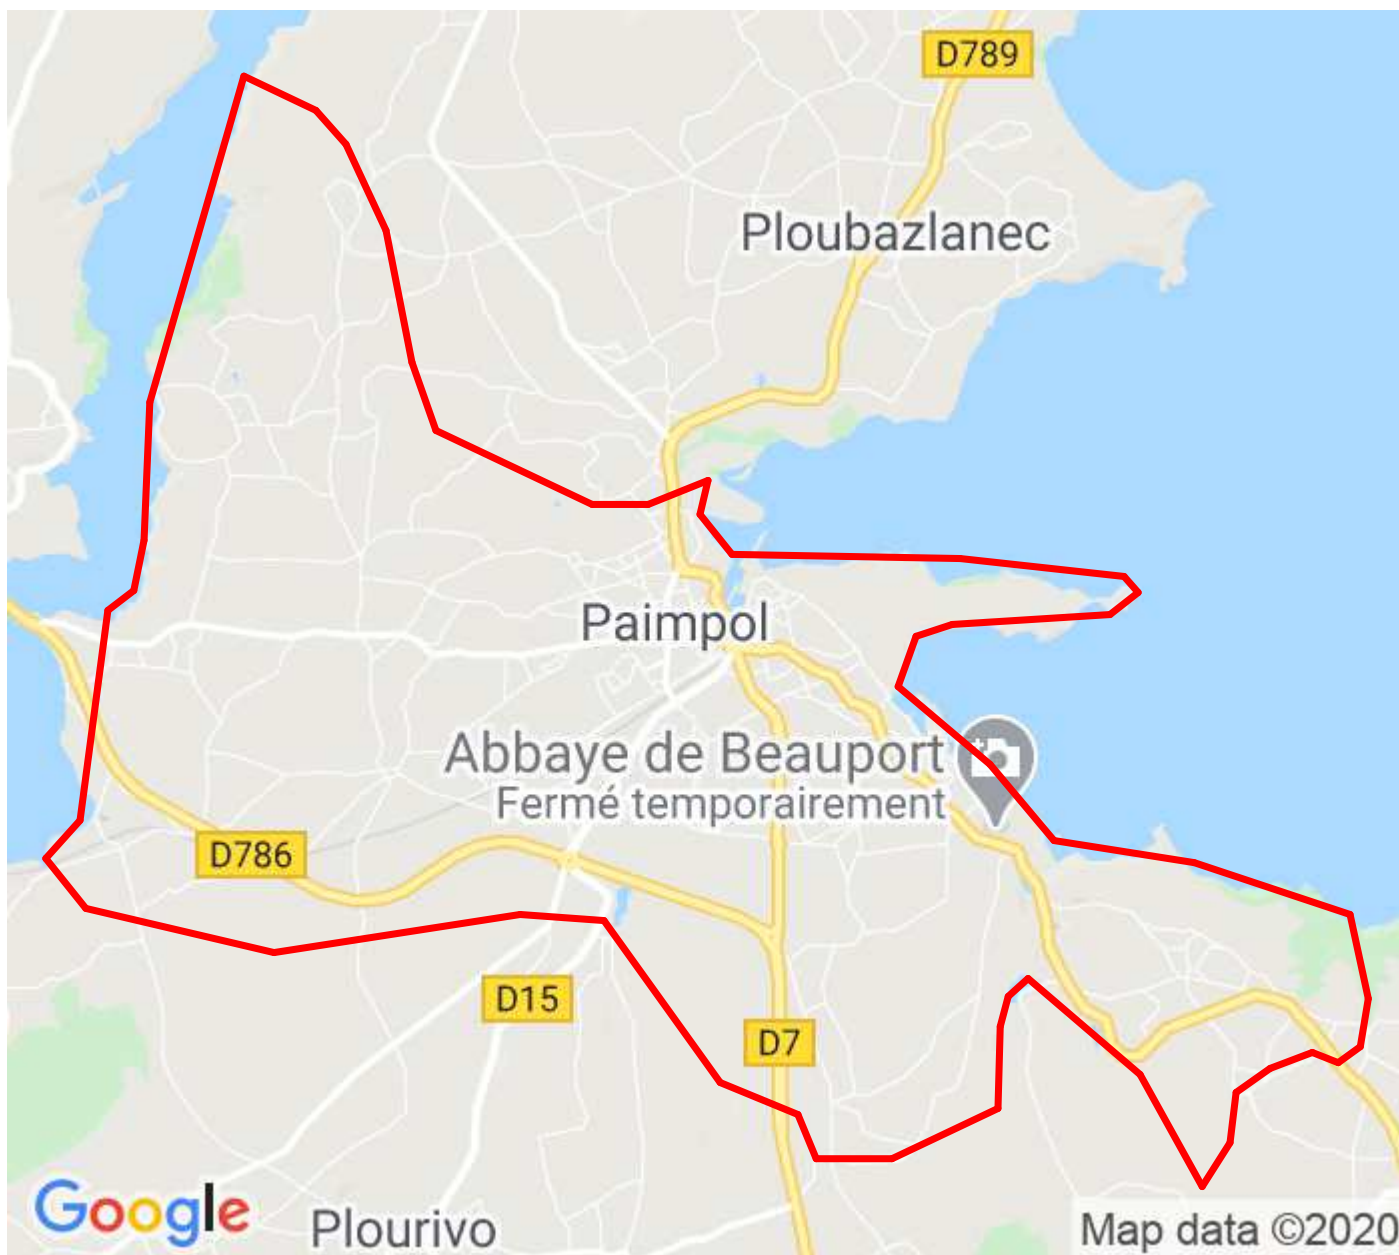 D789
Ploubazlanec
Paimpol
Abbaye de Beauport
Fermé temporairement
D786
D15
D7
Google
Plourivo
Map data ©2020